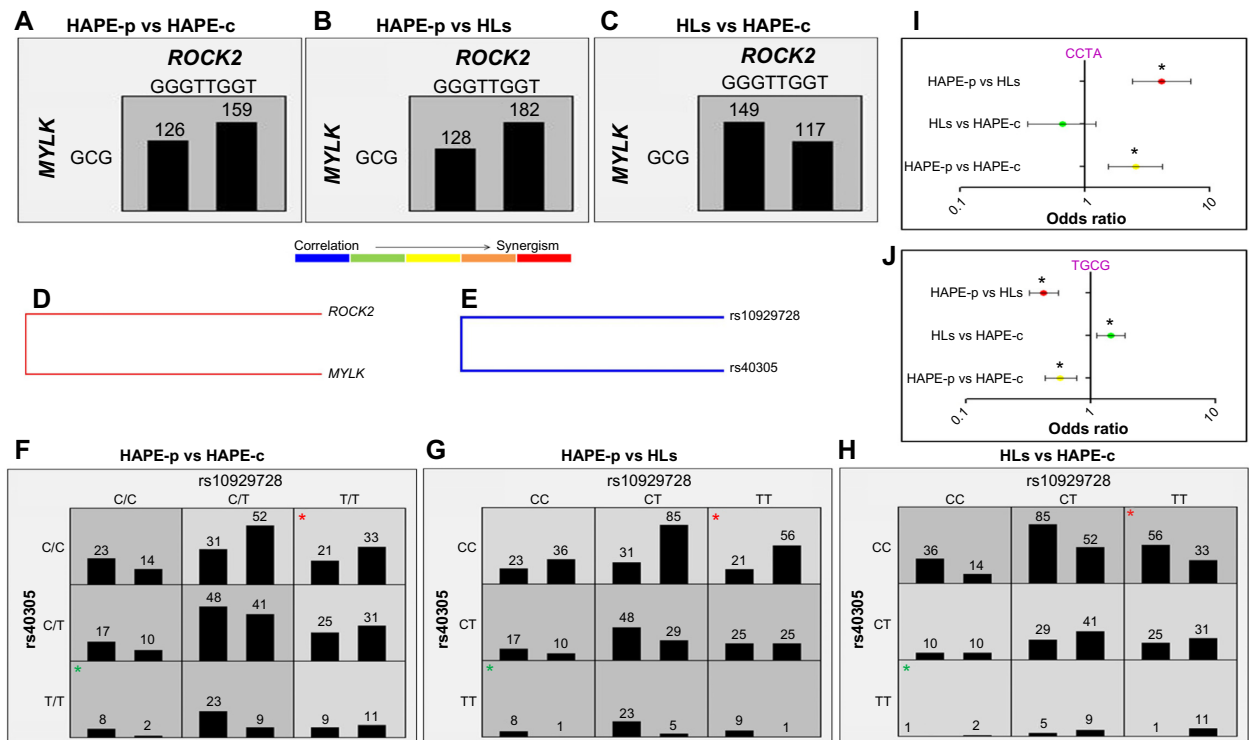 A
HAPE-p vs HAPE-c
ROCK2
GGGTTGGT
MYLK
GCG
126
159
B
HAPE-p vs HLs
ROCK2
GGGTTGGT
MYLK
GCG
128
182
C
HLs vs HAPE-c
ROCK2
GGGTTGGT
MYLK
GCG
149
117
Correlation
Synergism
D
ROCK2
MYLK
E
rs10929728
rs40305
I
CCTA
HAPE-p vs HLs
*
HLs vs HAPE-c
HAPE-p vs HAPE-c
*
0.1 1 10
Odds ratio
J
TGCG
HAPE-p vs HLs
*
HLs vs HAPE-c
*
HAPE-p vs HAPE-c
*
0.1 1 10
Odds ratio
F
HAPE-p vs HAPE-c
rs10929728
C/C C/T T/T
rs40305
C/C
23 14 31 52 * 21 33
C/T
17 10 48 41 25 31
T/T
* 8 2 23 9 9 11
G
HAPE-p vs HLs
rs10929728
CC CT TT
rs40305
CC
23 36 31 85 * 21 56
CT
17 10 48 29 25 25
TT
* 8 1 23 5 9 1
H
HLs vs HAPE-c
rs10929728
CC CT TT
rs40305
CC
36 14 85 52 * 56 33
CT
10 10 29 41 25 31
TT
* 1 2 5 9 1 11